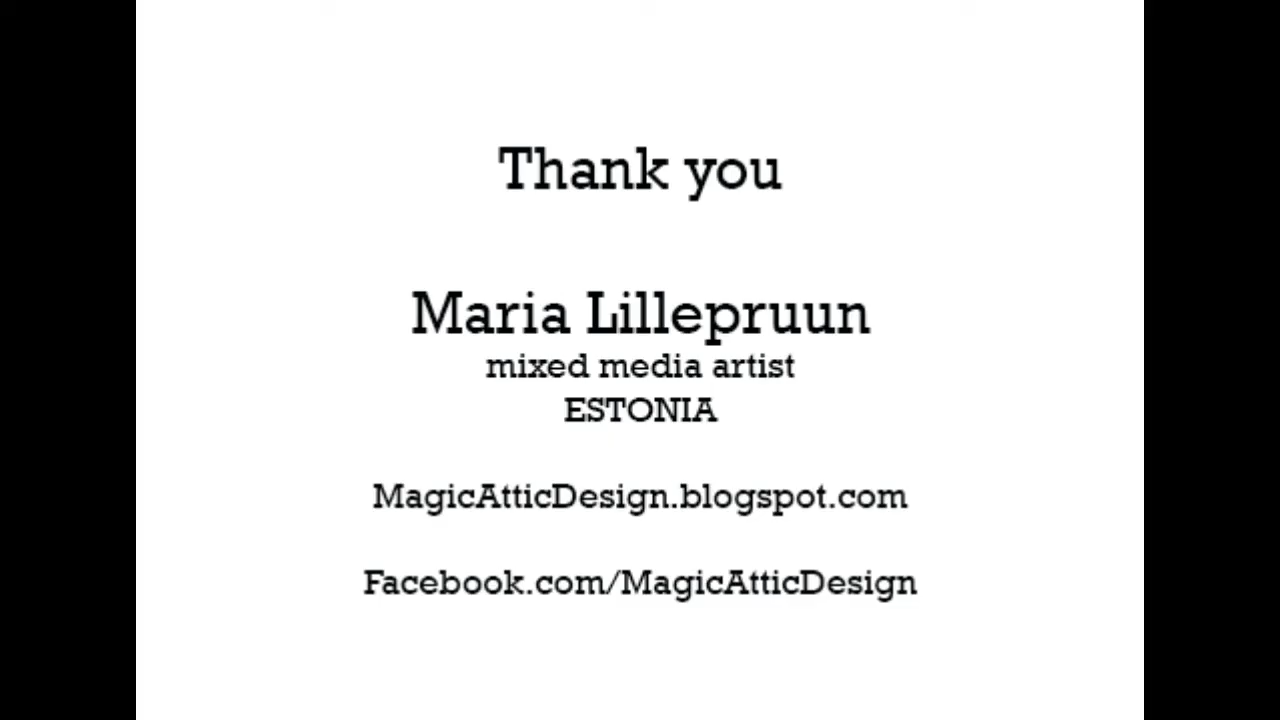 Thank you
Maria Lillepruun
mixed media artist
ESTONIA
MagicAtticDesign.blogspot.com
Facebook.com/MagicAtticDesign